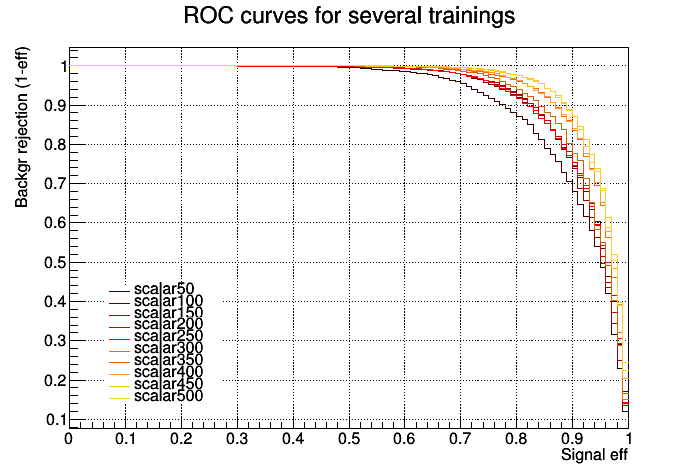 ROC curves for several trainings
Backgr rejection (1-eff)
1
0.9
0.8
0.7
0.6
0.5
0.4
0.3
0.2
0.1
scalar50
scalar100
scalar150
scalar200
scalar250
scalar300
scalar350
scalar400
scalar450
scalar500
0 0.1 0.2 0.3 0.4 0.5 0.6 0.7 0.8 0.9 1
Signal eff